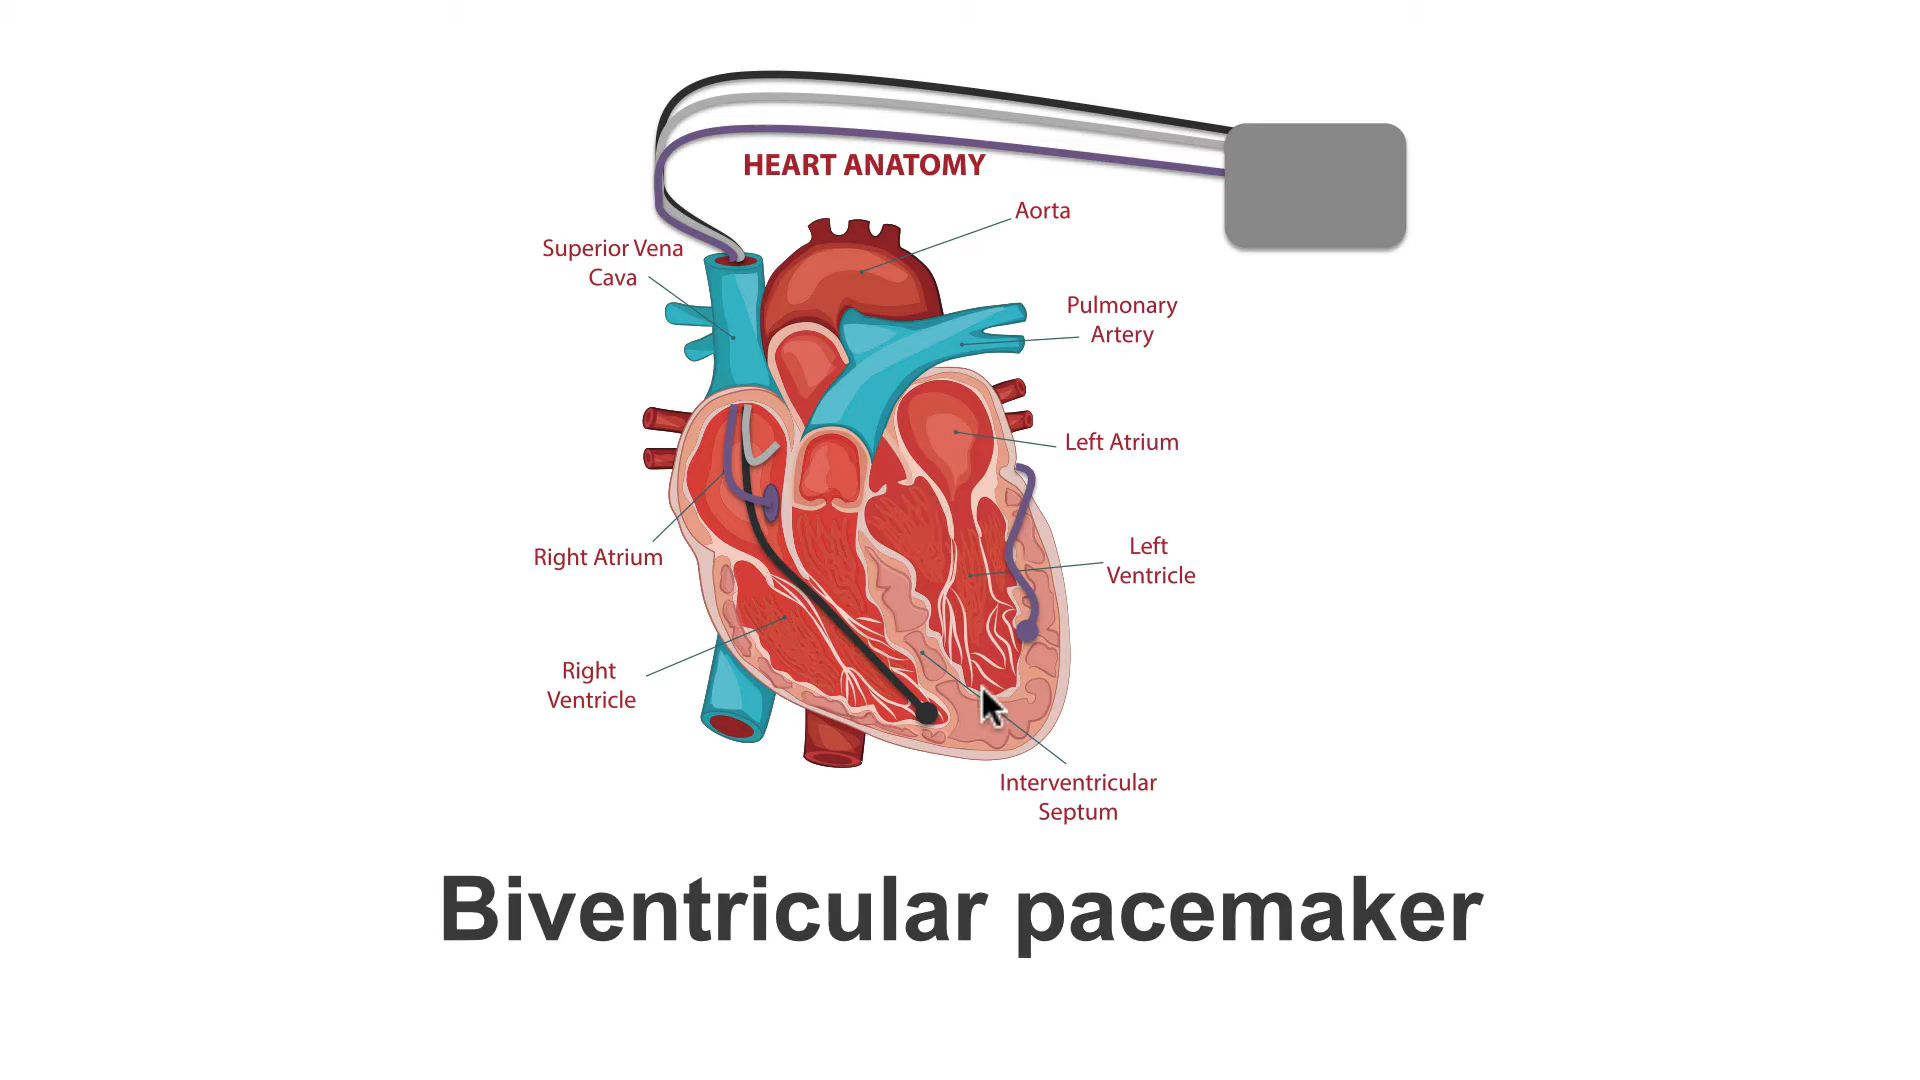 HEART ANATOMY
Aorta
Superior Vena
Cava
Pulmonary
Artery
Left Atrium
Right Atrium
Left
Ventricle
Right
Ventricle
Interventricular
Septum
Biventricular pacemaker